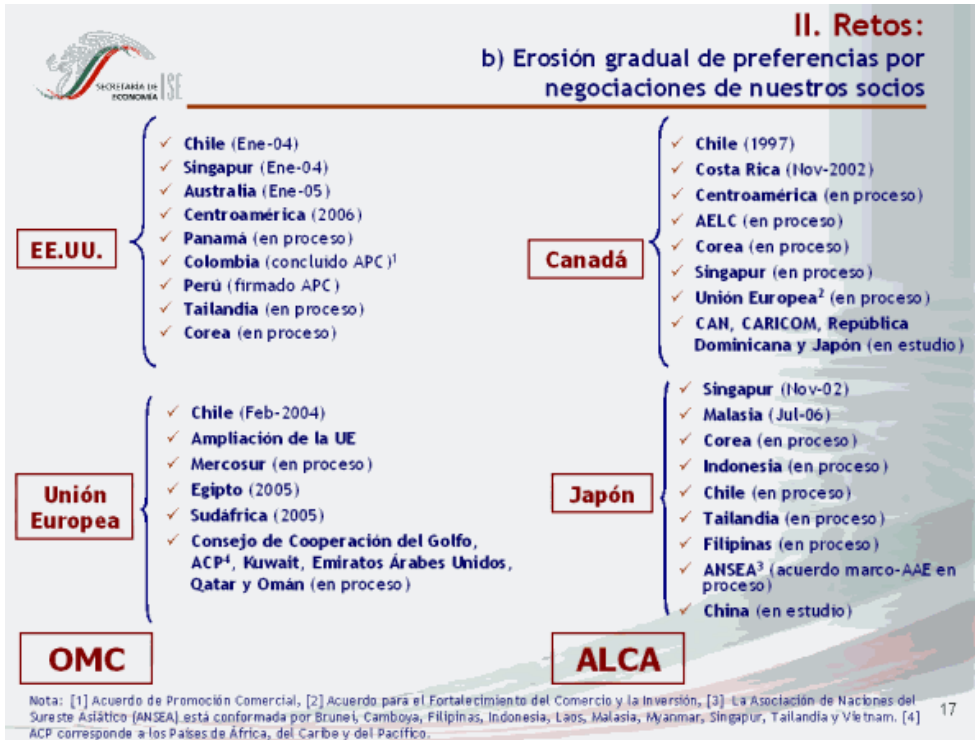 II. Retos:
b) Erosión gradual de preferencias por
negociaciones de nuestros socios
SECRETARÍA DE
ECONOMÍA
SE
EE.UU.
✓ Chile (Ene-04)
✓ Singapur (Ene-04)
✓ Australia (Ene-05)
✓ Centroamérica (2006)
✓ Panamá (en proceso)
✓ Colombia (concluido APC)¹
✓ Perú (firmado APC)
✓ Tailandia (en proceso)
✓ Corea (en proceso)
Canadá
✓ Chile (1997)
✓ Costa Rica (Nov-2002)
✓ Centroamérica (en proceso)
✓ AELC (en proceso)
✓ Corea (en proceso)
✓ Singapur (en proceso)
✓ Unión Europea² (en proceso)
✓ CAN, CARICOM, República
Dominicana y Japón (en estudio)
Unión
Europea
✓ Chile (Feb-2004)
✓ Ampliación de la UE
✓ Mercosur (en proceso)
✓ Egipto (2005)
✓ Sudáfrica (2005)
✓ Consejo de Cooperación del Golfo,
ACP⁴, Kuwait, Emiratos Árabes Unidos,
Qatar y Omán (en proceso)
Japón
✓ Singapur (Nov-02)
✓ Malasia (Jul-06)
✓ Corea (en proceso)
✓ Indonesia (en proceso)
✓ Chile (en proceso)
✓ Tailandia (en proceso)
✓ Filipinas (en proceso)
✓ ANSEA³ (acuerdo marco-AAE en
proceso)
✓ China (en estudio)
OMC
ALCA
Nota: [1] Acuerdo de Promoción Comercial, [2] Acuerdo para el Fortalecimiento del Comercio y la Inversión, [3] La Asociación de Naciones del
Sureste Asiático (ANSEA) está conformada por Brunei, Camboya, Filipinas, Indonesia, Laos, Malasia, Myanmar, Singapur, Tailandia y Vietnam. [4]
ACP corresponde a los Países de África, del Caribe y del Pacífico.
17